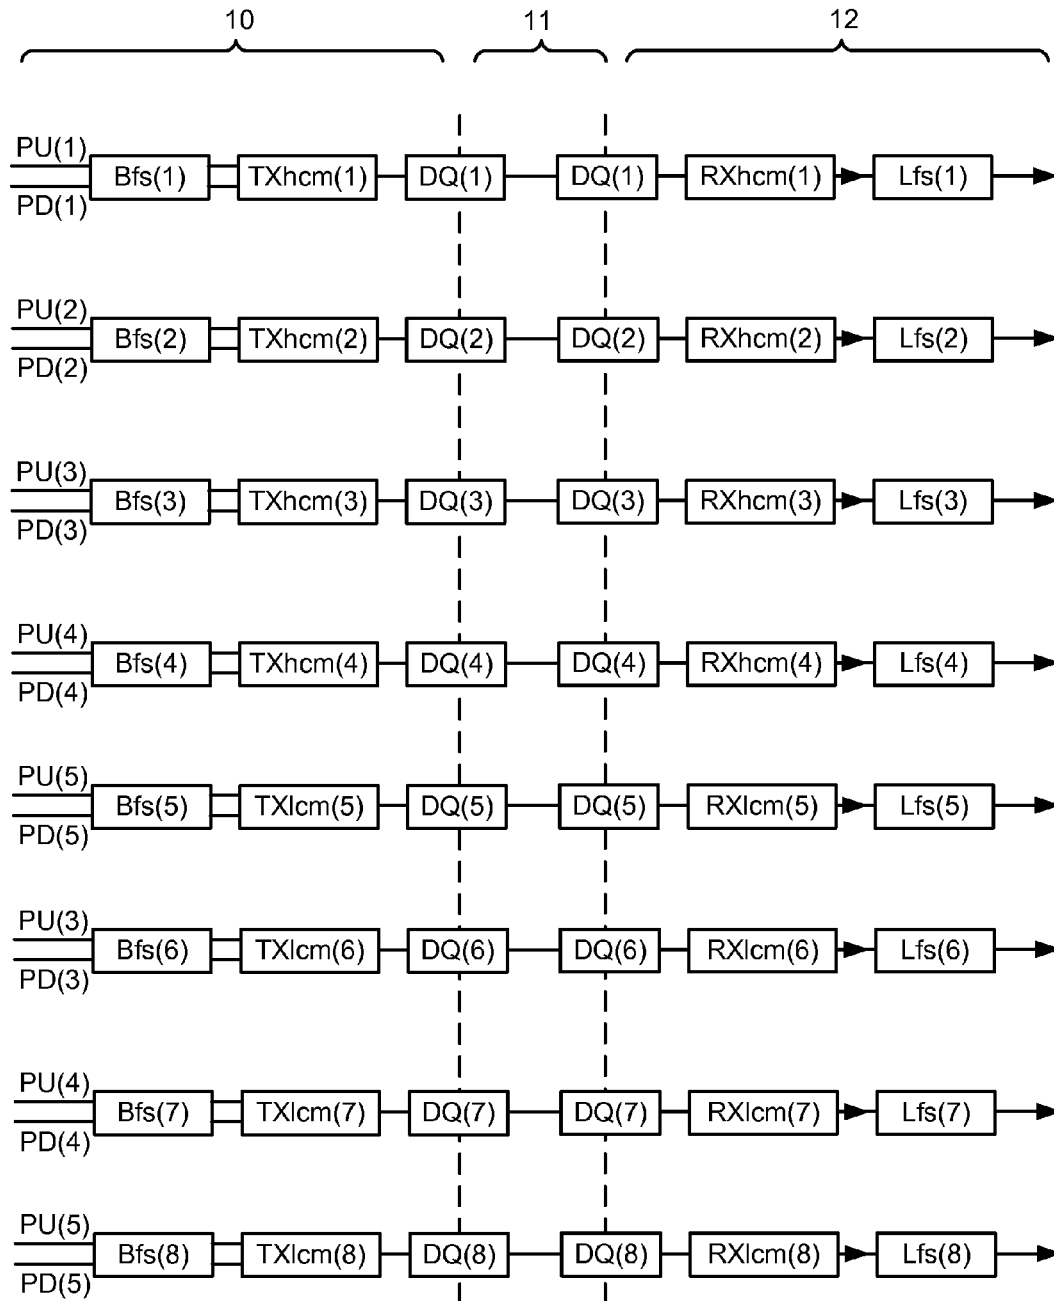 10 11 12
PU(1)
Bfs(1) TXhcm(1) DQ(1) DQ(1) RXhcm(1) Lfs(1)
PD(1)
PU(2)
Bfs(2) TXhcm(2) DQ(2) DQ(2) RXhcm(2) Lfs(2)
PD(2)
PU(3)
Bfs(3) TXhcm(3) DQ(3) DQ(3) RXhcm(3) Lfs(3)
PD(3)
PU(4)
Bfs(4) TXhcm(4) DQ(4) DQ(4) RXhcm(4) Lfs(4)
PD(4)
PU(5)
Bfs(5) TXlcm(5) DQ(5) DQ(5) RXlcm(5) Lfs(5)
PD(5)
PU(3)
Bfs(6) TXlcm(6) DQ(6) DQ(6) RXlcm(6) Lfs(6)
PD(3)
PU(4)
Bfs(7) TXlcm(7) DQ(7) DQ(7) RXlcm(7) Lfs(7)
PD(4)
PU(5)
Bfs(8) TXlcm(8) DQ(8) DQ(8) RXlcm(8) Lfs(8)
PD(5)